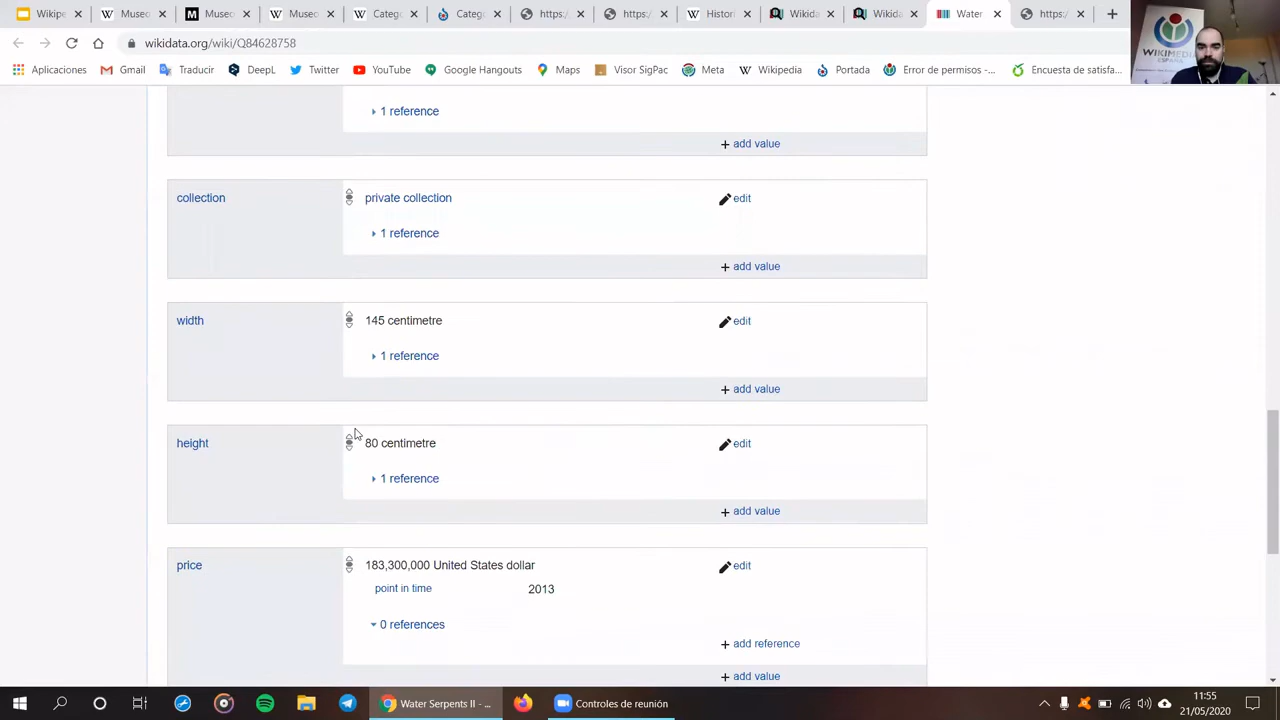 Wikipe
Museo
Museo
Museo
Categ
Categ
https:/
https:/
Histor
Wikida
Wikida
Water
https:/
wikidata.org/wiki/Q84628758
Aplicaciones
Gmail
Traducir
DeepL
Twitter
YouTube
Google Podcasts
Maps
Visor SigPac
Meta
Wikipedia
Portada
Error de permisos -...
Encuesta de satisfa...
WIKIMEDIA
ESPAÑA
1 reference
+ add value
collection
private collection
edit
1 reference
+ add value
width
145 centimetre
edit
1 reference
+ add value
height
80 centimetre
edit
1 reference
+ add value
price
183,300,000 United States dollar
edit
point in time
2013
0 references
+ add reference
+ add value
Water Serpents II - ...
Controles de reunión
11:55
21/05/2020